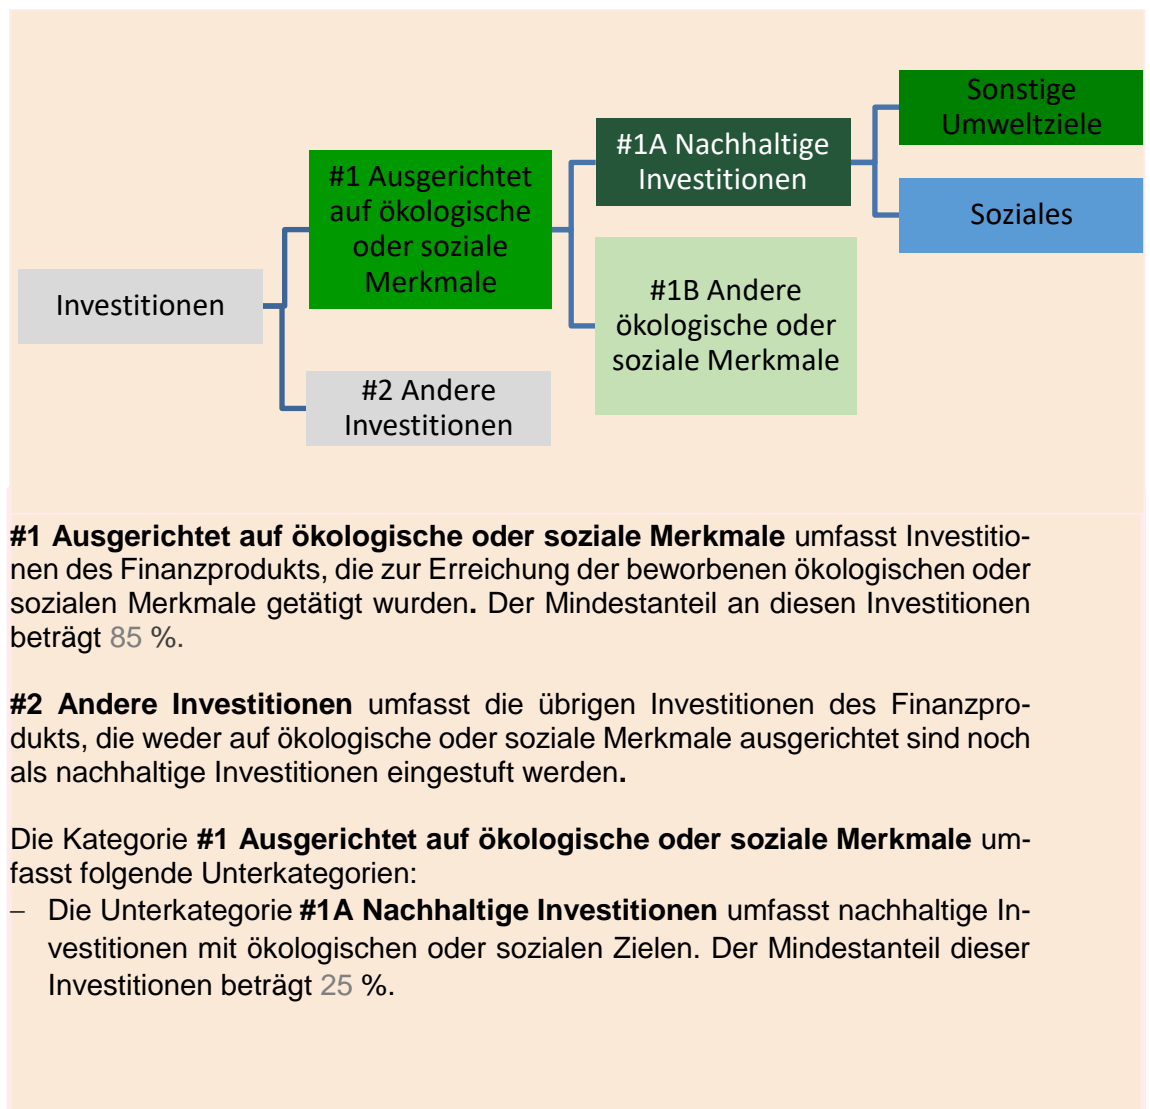 Investitionen
#1 Ausgerichtet
auf ökologische
oder soziale
Merkmale
#2 Andere
Investitionen
#1A Nachhaltige
Investitionen
#1B Andere
ökologische oder
soziale Merkmale
Sonstige
Umweltziele
Soziales
#1 Ausgerichtet auf ökologische oder soziale Merkmale umfasst Investitio-
nen des Finanzprodukts, die zur Erreichung der beworbenen ökologischen oder
sozialen Merkmale getätigt wurden. Der Mindestanteil an diesen Investitionen
beträgt 85 %.
#2 Andere Investitionen umfasst die übrigen Investitionen des Finanzpro-
dukts, die weder auf ökologische oder soziale Merkmale ausgerichtet sind noch
als nachhaltige Investitionen eingestuft werden.
Die Kategorie #1 Ausgerichtet auf ökologische oder soziale Merkmale um-
fasst folgende Unterkategorien:
– Die Unterkategorie #1A Nachhaltige Investitionen umfasst nachhaltige In-
vestitionen mit ökologischen oder sozialen Zielen. Der Mindestanteil dieser
Investitionen beträgt 25 %.